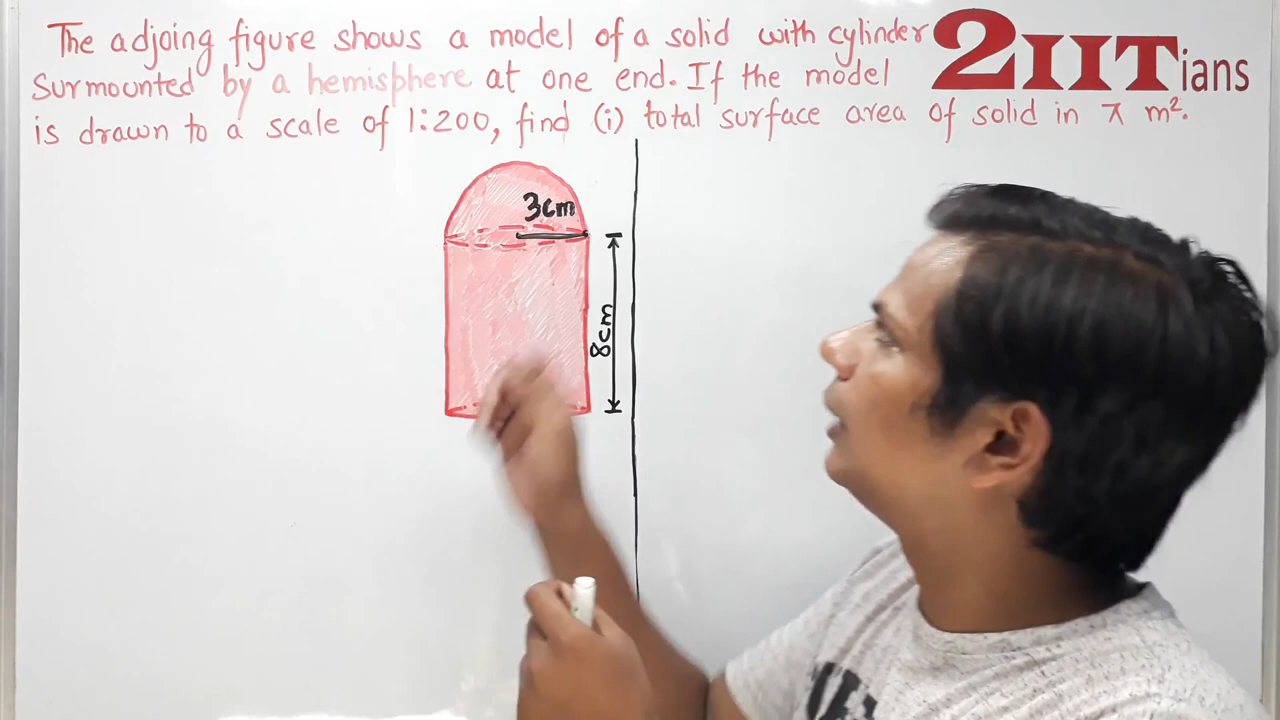 The adjoing figure shows a model of a solid with cylinder
surmounted by a hemisphere at one end. If the model
is drawn to a scale of 1:200, find (i) total surface area of solid in π m².
2IITians
3cm
8cm